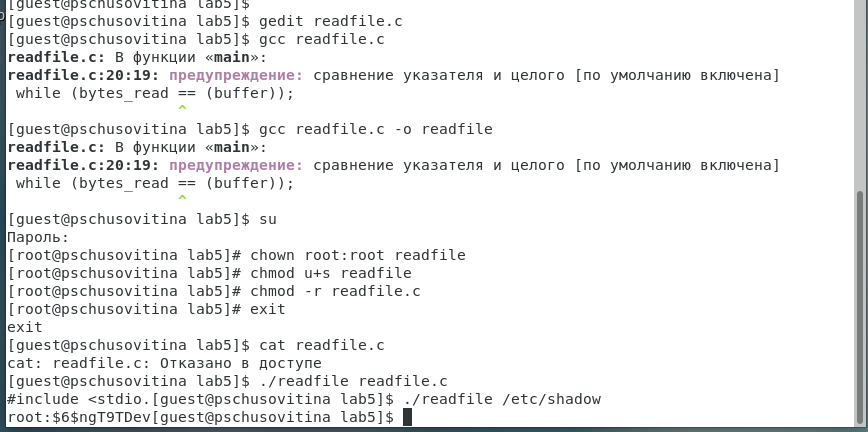 [guest@pschusovitina lab5]$
[guest@pschusovitina lab5]$ gedit readfile.c
[guest@pschusovitina lab5]$ gcc readfile.c
readfile.c: В функции «main»:
readfile.c:20:19: предупреждение: сравнение указателя и целого [по умолчанию включена]
 while (bytes_read == (buffer));
                   ^
[guest@pschusovitina lab5]$ gcc readfile.c -o readfile
readfile.c: В функции «main»:
readfile.c:20:19: предупреждение: сравнение указателя и целого [по умолчанию включена]
 while (bytes_read == (buffer));
                   ^
[guest@pschusovitina lab5]$ su
Пароль:
[root@pschusovitina lab5]# chown root:root readfile
[root@pschusovitina lab5]# chmod u+s readfile
[root@pschusovitina lab5]# chmod -r readfile.c
[root@pschusovitina lab5]# exit
exit
[guest@pschusovitina lab5]$ cat readfile.c
cat: readfile.c: Отказано в доступе
[guest@pschusovitina lab5]$ ./readfile readfile.c
#include <stdio.[guest@pschusovitina lab5]$ ./readfile /etc/shadow
root:$6$ngT9TDev[guest@pschusovitina lab5]$